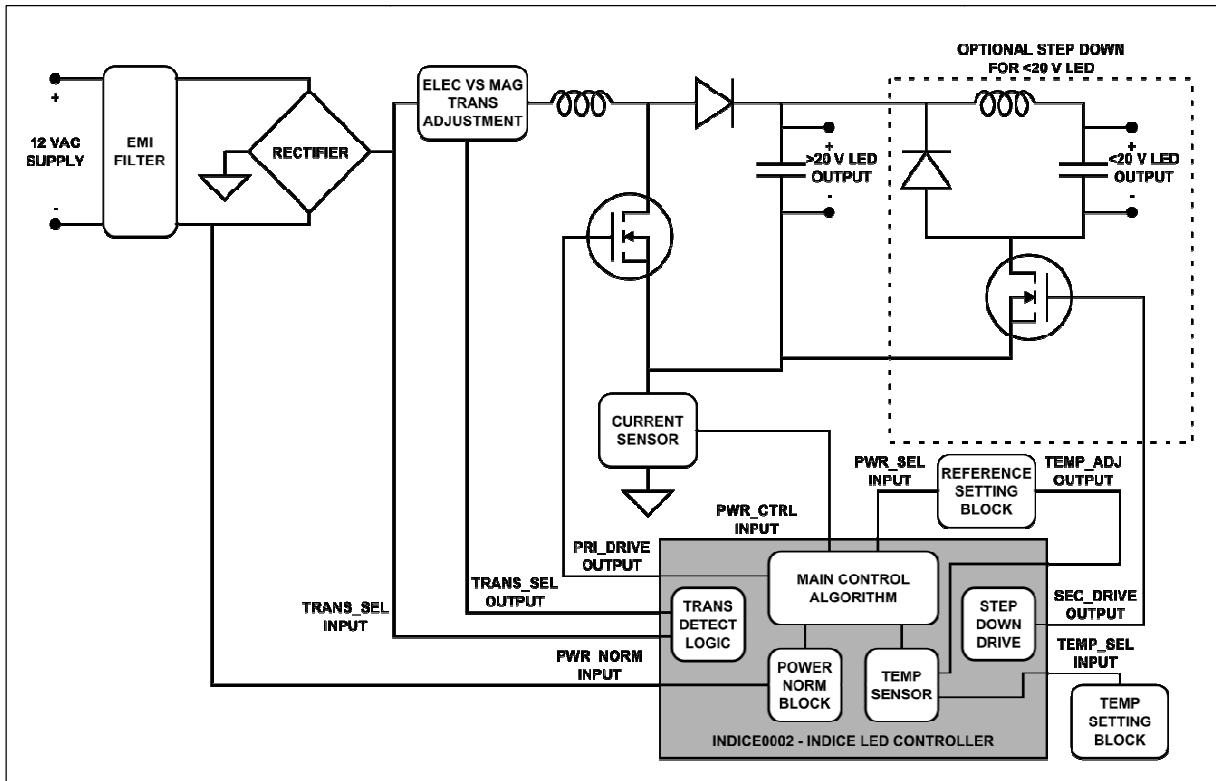 OPTIONAL STEP DOWN
FOR <20 V LED
+
12 VAC
SUPPLY
-
EMI
FILTER
RECTIFIER
ELEC VS MAG
TRANS
ADJUSTMENT
+
>20 V LED
OUTPUT
-
+
<20 V LED
OUTPUT
-
CURRENT
SENSOR
PWR_SEL
INPUT
REFERENCE
SETTING
BLOCK
TEMP_ADJ
OUTPUT
PWR_CTRL
INPUT
PRI_DRIVE
OUTPUT
TRANS_SEL
OUTPUT
TRANS_SEL
INPUT
PWR_NORM
INPUT
MAIN CONTROL
ALGORITHM
TRANS
DETECT
LOGIC
STEP
DOWN
DRIVE
SEC_DRIVE
OUTPUT
TEMP_SEL
INPUT
POWER
NORM
BLOCK
TEMP
SENSOR
TEMP
SETTING
BLOCK
INDICE0002 - INDICE LED CONTROLLER